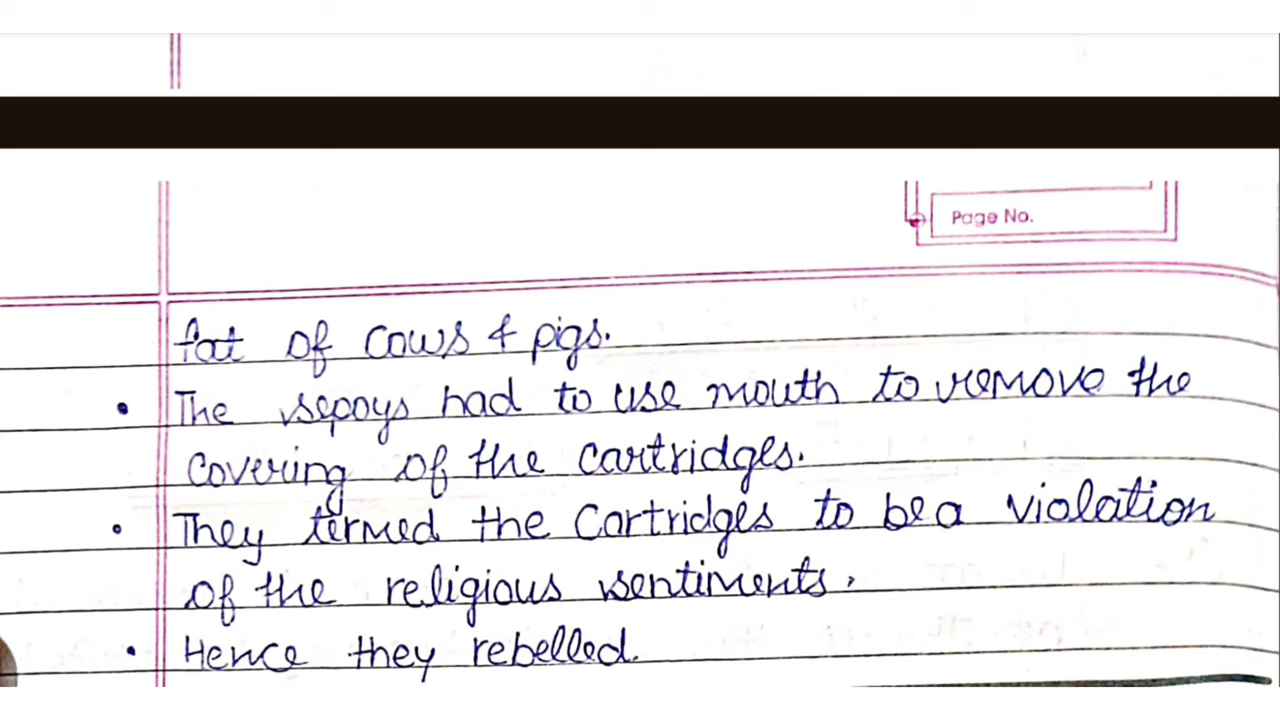 Page No.
fat of cows & pigs.
• The sepoys had to use mouth to remove the
covering of the cartridges.
• They termed the Cartridges to be a violation
of the religious sentiments.
• Hence they rebelled.